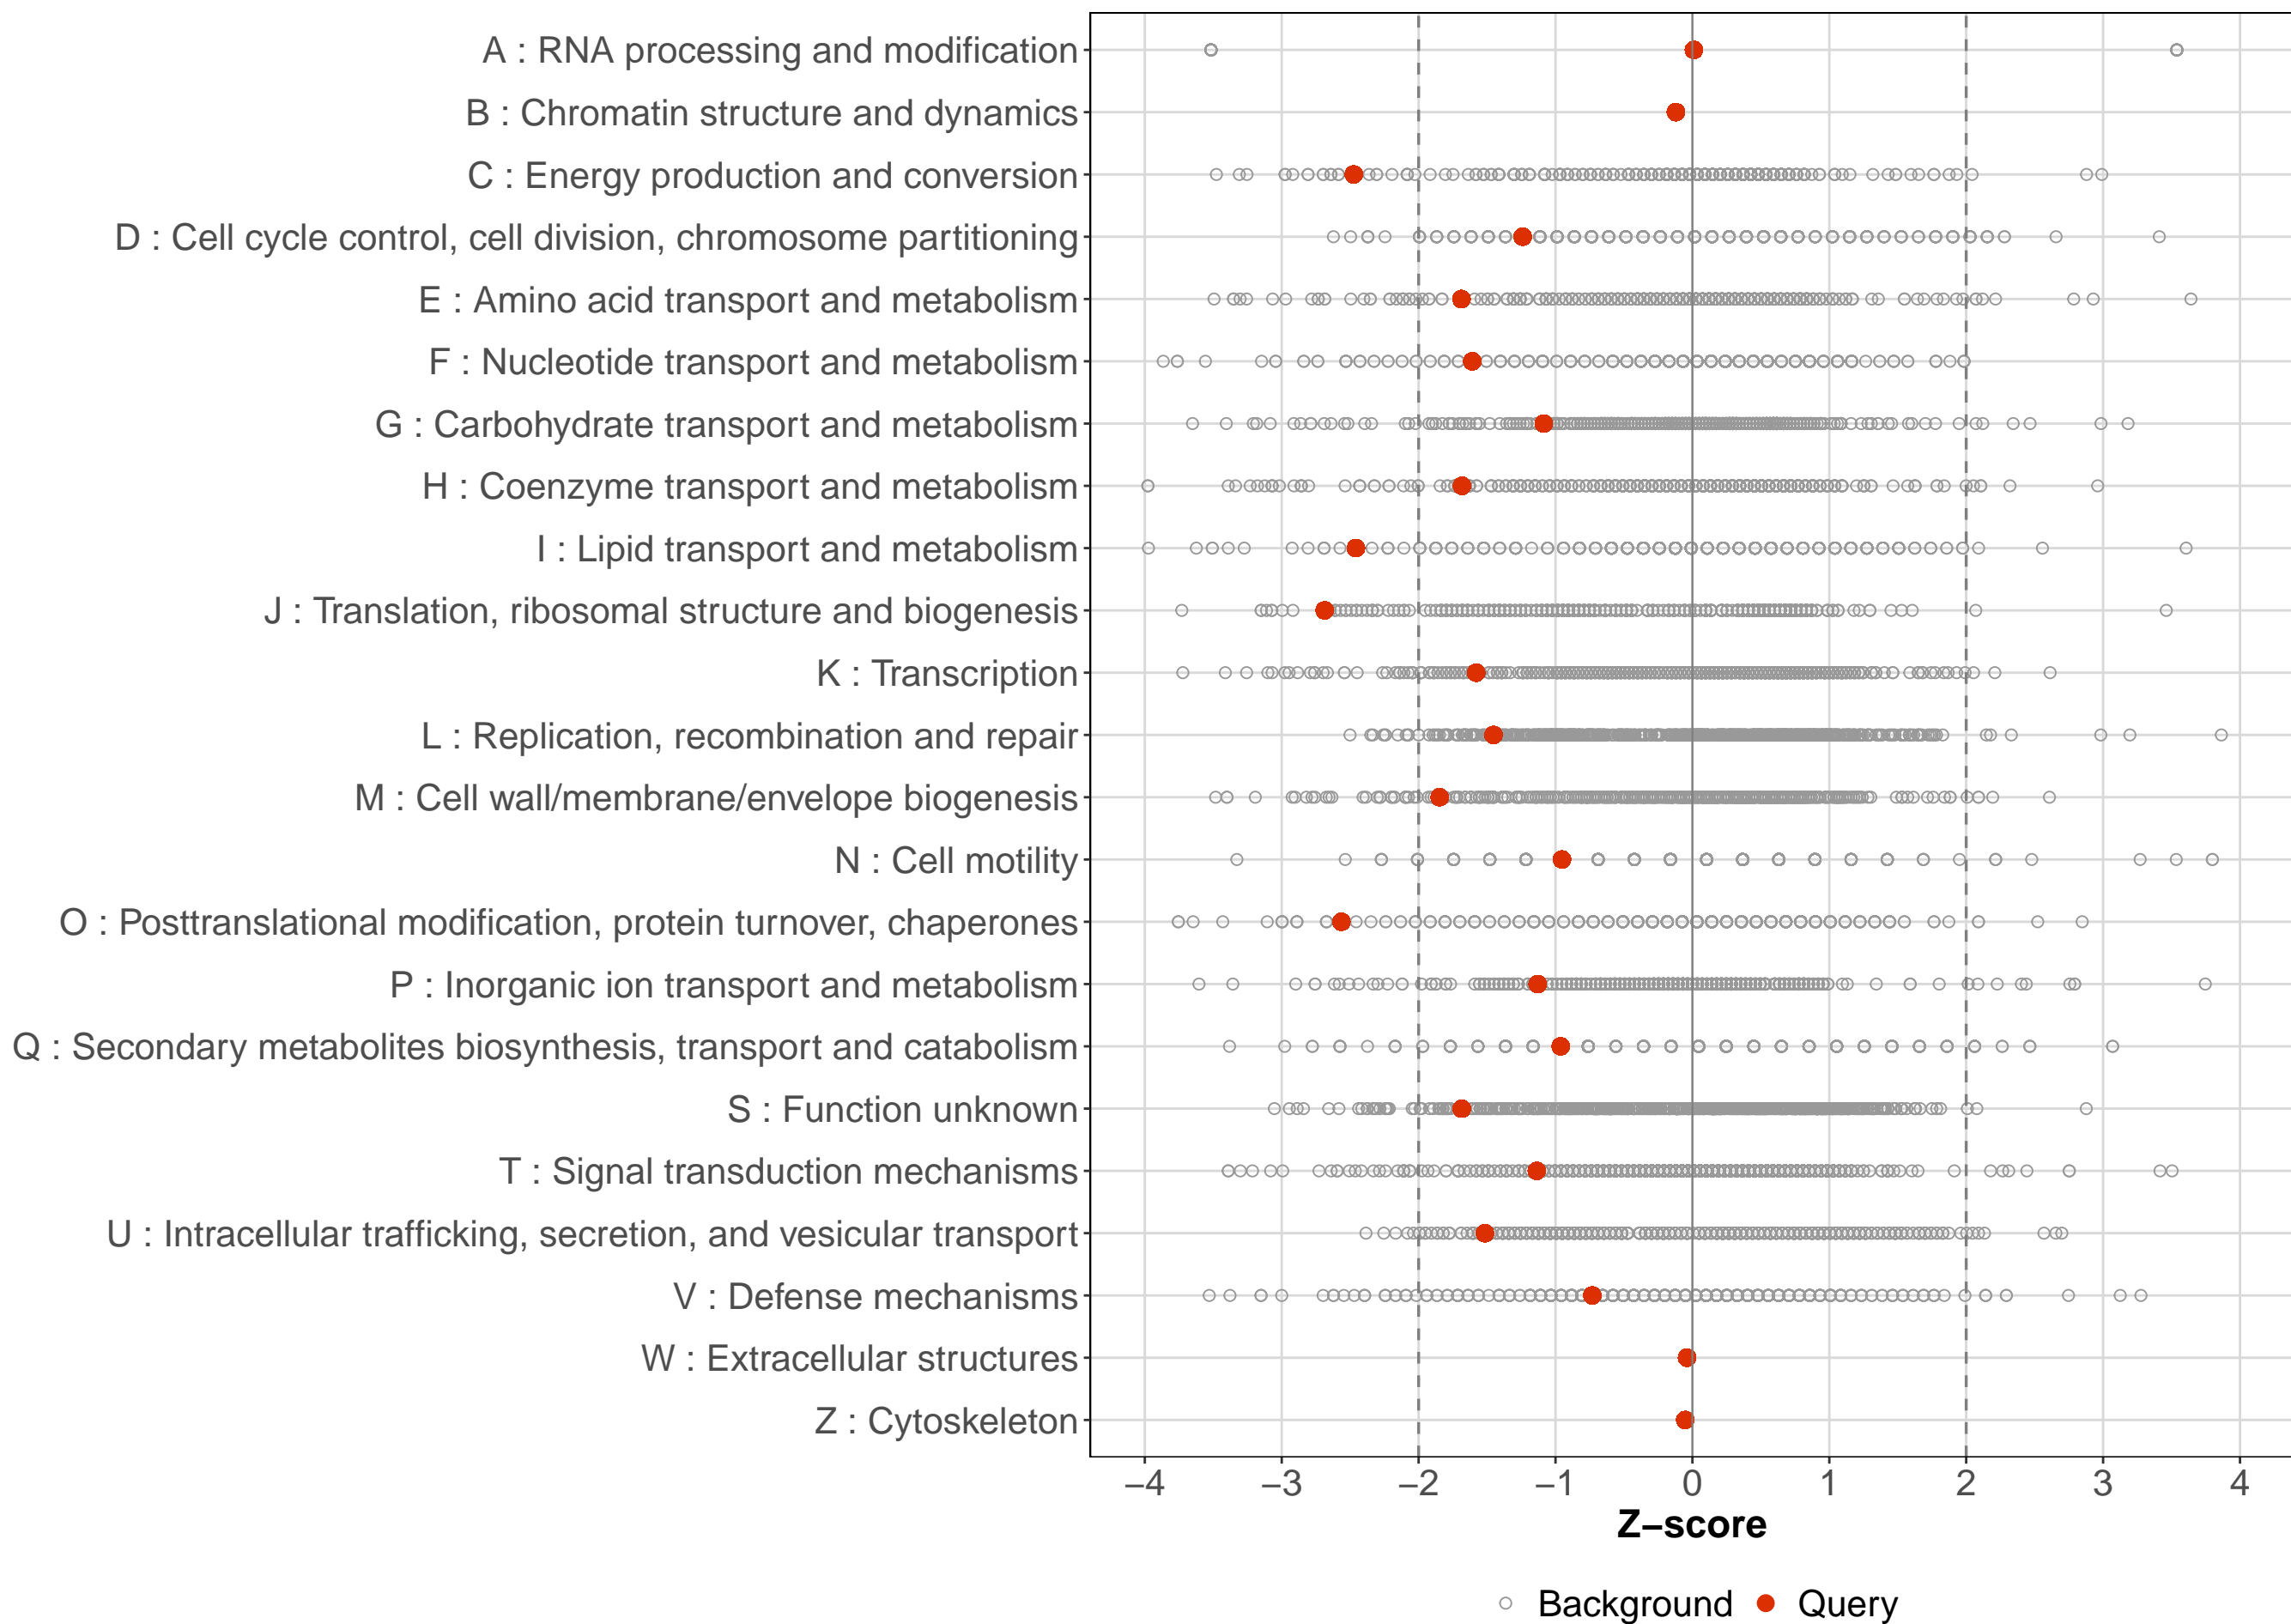 A : RNA processing and modification
B : Chromatin structure and dynamics
C : Energy production and conversion
D : Cell cycle control, cell division, chromosome partitioning
E : Amino acid transport and metabolism
F : Nucleotide transport and metabolism
G : Carbohydrate transport and metabolism
H : Coenzyme transport and metabolism
I : Lipid transport and metabolism
J : Translation, ribosomal structure and biogenesis
K : Transcription
L : Replication, recombination and repair
M : Cell wall/membrane/envelope biogenesis
N : Cell motility
O : Posttranslational modification, protein turnover, chaperones
P : Inorganic ion transport and metabolism
Q : Secondary metabolites biosynthesis, transport and catabolism
S : Function unknown
T : Signal transduction mechanisms
U : Intracellular trafficking, secretion, and vesicular transport
V : Defense mechanisms
W : Extracellular structures
Z : Cytoskeleton
−4 −3 −2 −1 0 1 2 3 4
Z−score
Background Query